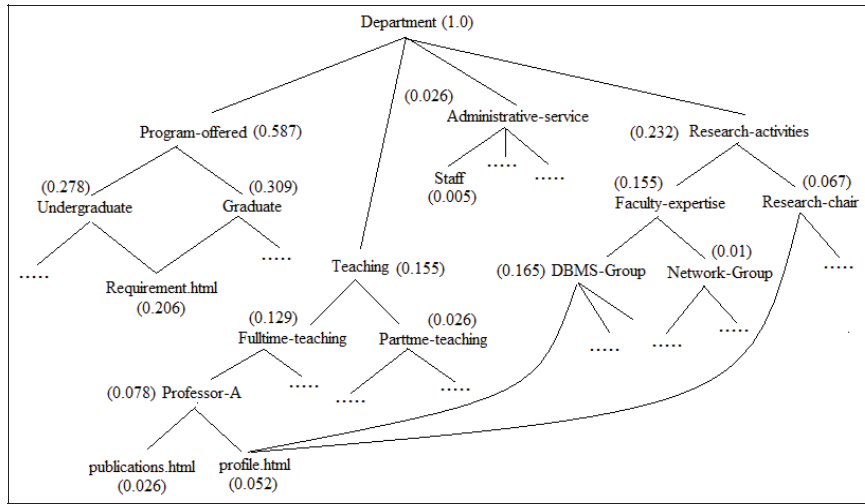 Department (1.0)
(0.026)
Administrative-service
Program-offered (0.587)
(0.232) Research-activities
.....
.....
Staff
(0.005)
(0.278)
Undergraduate
(0.309)
Graduate
(0.155)
Faculty-expertise
(0.067)
Research-chair
.....
.....
Requirement.html
(0.206)
Teaching (0.155)
(0.165) DBMS-Group
(0.01)
Network-Group
.....
(0.129)
Fulltime-teaching
(0.026)
Parttme-teaching
.....
.....
.....
.....
.....
.....
(0.078) Professor-A
publications.html
(0.026)
profile.html
(0.052)